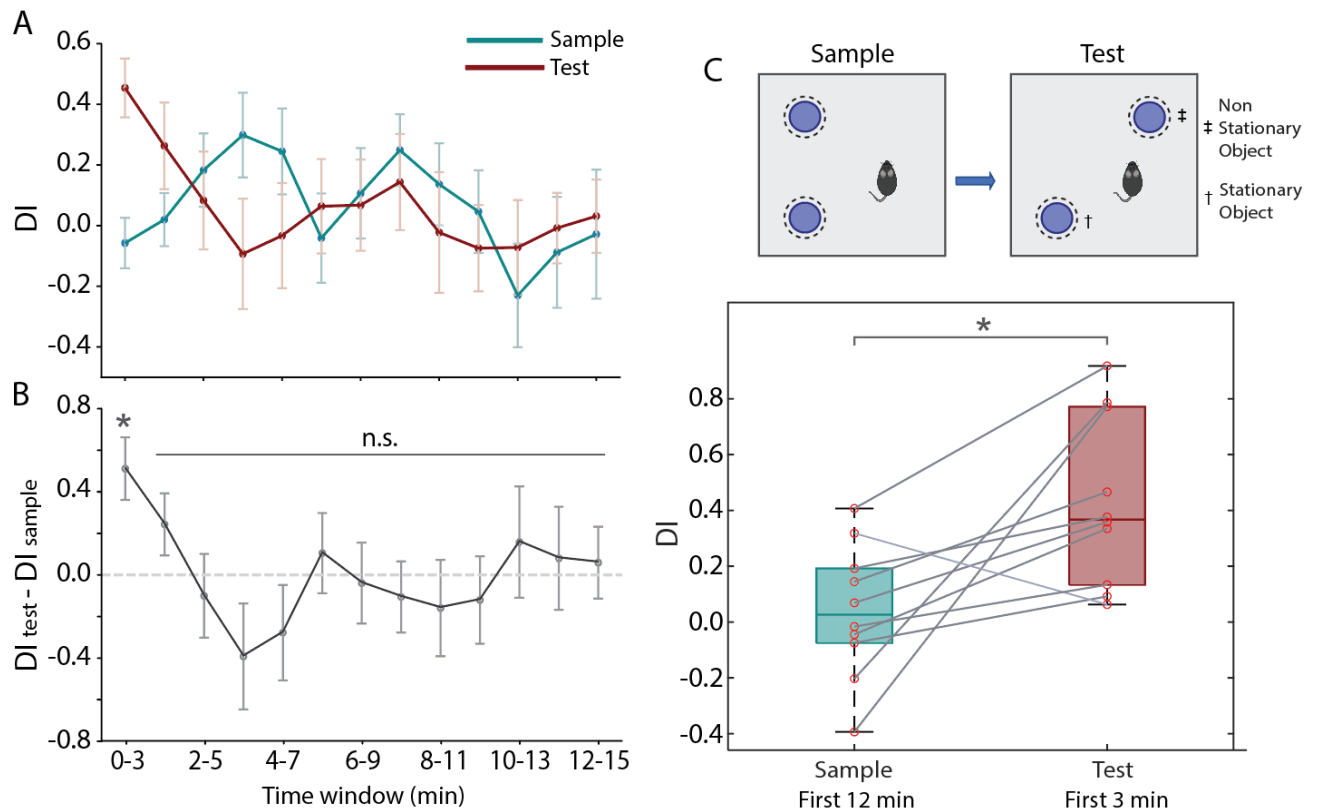 A
0.6
0.4
0.2
0.0
-0.2
-0.4
DI
Sample
Test
B
0.8
0.4
0.0
-0.4
-0.8
DI test - DI sample
*
n.s.
0-3
2-5
4-7
6-9
8-11
10-13
12-15
Time window (min)
C
Sample
Test
‡
†
Non
‡ Stationary
Object
† Stationary
Object
*
0.8
0.6
0.4
0.2
0.0
-0.2
-0.4
DI
Sample
First 12 min
Test
First 3 min